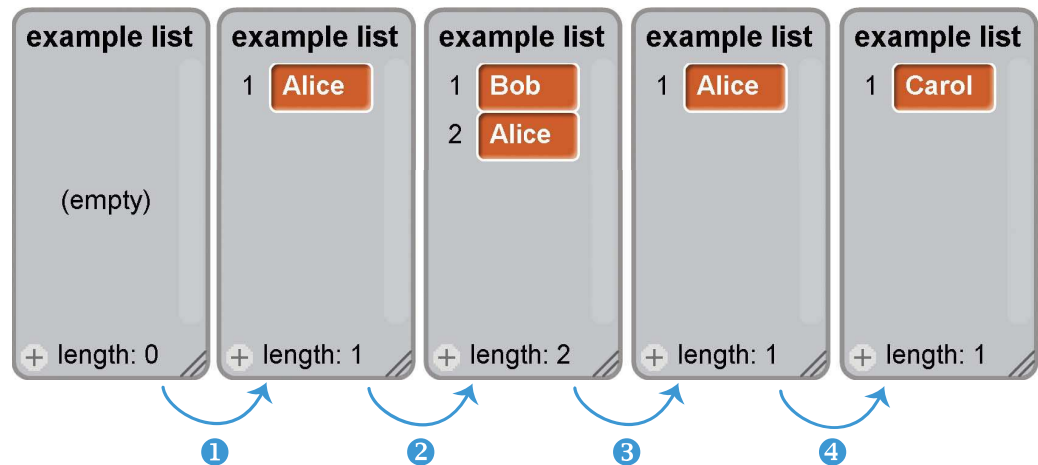 example list
(empty)
+ length: 0
example list
1 Alice
+ length: 1
example list
1 Bob
2 Alice
+ length: 2
example list
1 Alice
+ length: 1
example list
1 Carol
+ length: 1
1
2
3
4